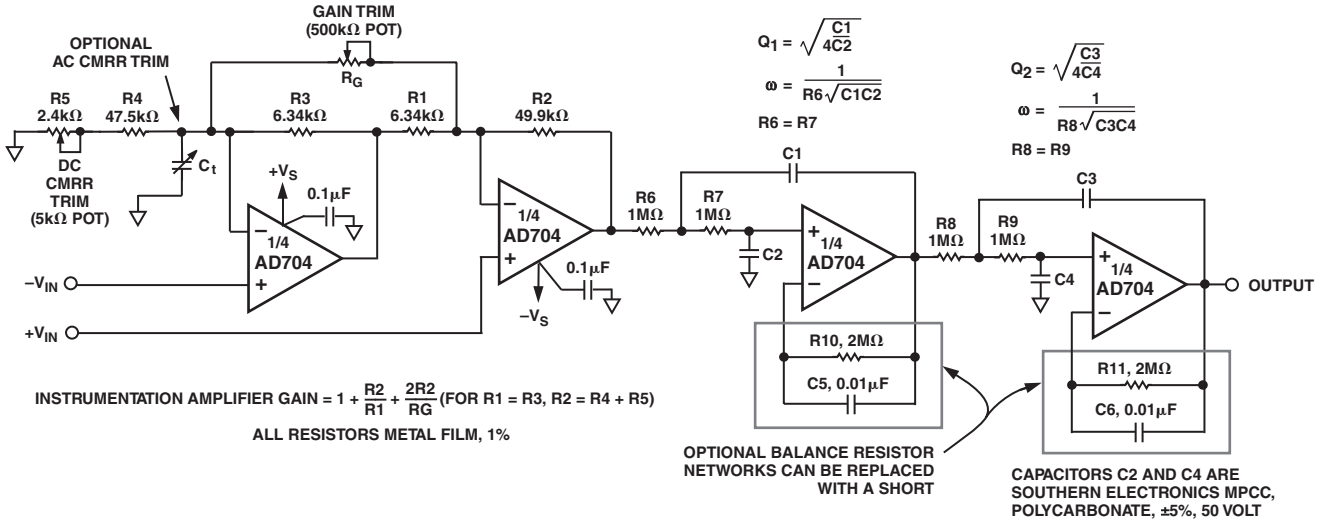 GAIN TRIM
(500kΩ POT)
RG
OPTIONAL
AC CMRR TRIM
R5
2.4kΩ
R4
47.5kΩ
R3
6.34kΩ
R1
6.34kΩ
R2
49.9kΩ
DC
CMRR
TRIM
(5kΩ POT)
Ct
+VS
0.1µF
–
1/4
AD704
+
–
1/4
AD704
+
0.1µF
–VS
–VIN
+VIN
Q1 = √C1/4C2
ω = 1/R6√C1C2
R6 = R7
Q2 = √C3/4C4
ω = 1/R8√C3C4
R8 = R9
C1
R6
1MΩ
R7
1MΩ
C2
+
1/4
AD704
–
R10, 2MΩ
C5, 0.01µF
C3
R8
1MΩ
R9
1MΩ
C4
+
1/4
AD704
–
OUTPUT
R11, 2MΩ
C6, 0.01µF
INSTRUMENTATION AMPLIFIER GAIN = 1 + R2/R1 + 2R2/RG (FOR R1 = R3, R2 = R4 + R5)
ALL RESISTORS METAL FILM, 1%
OPTIONAL BALANCE RESISTOR
NETWORKS CAN BE REPLACED
WITH A SHORT
CAPACITORS C2 AND C4 ARE
SOUTHERN ELECTRONICS MPCC,
POLYCARBONATE, ±5%, 50 VOLT